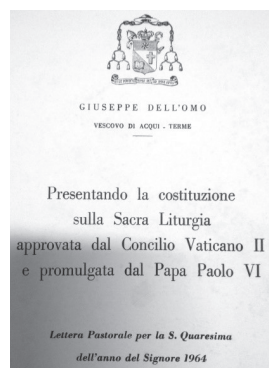 GIUSEPPE DELL'OMO
VESCOVO DI ACQUI - TERME
Presentando la costituzione
sulla Sacra Liturgia
approvata dal Concilio Vaticano II
e promulgata dal Papa Paolo VI
Lettera Pastorale per la S. Quaresima
dell'anno del Signore 1964